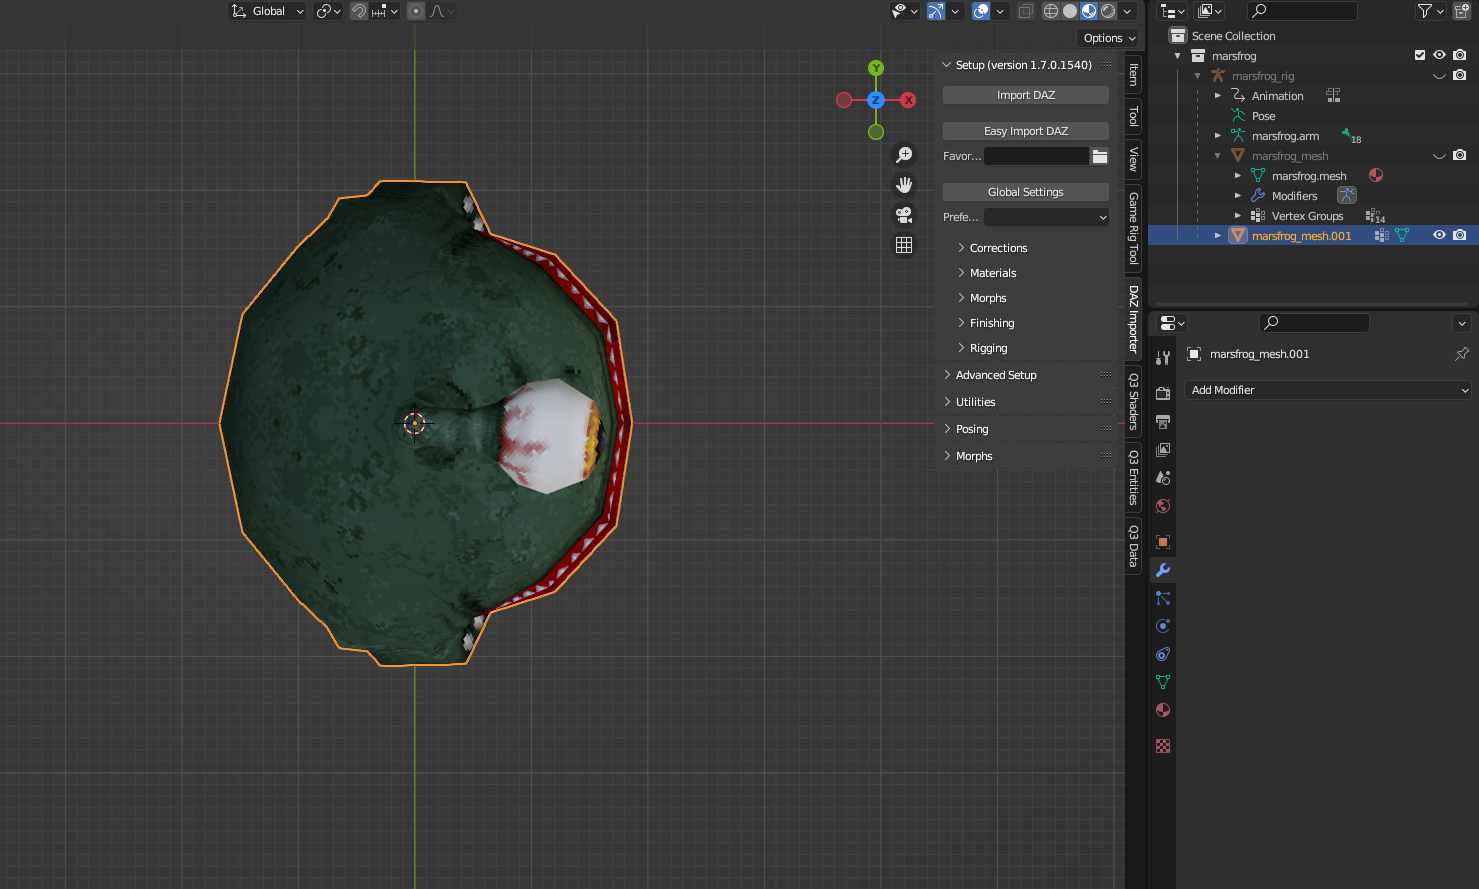 Global
Options
Y
X
Z
Setup (version 1.7.0.1540)
Import DAZ
Easy Import DAZ
Favor...
Global Settings
Prefe...
Corrections
Materials
Morphs
Finishing
Rigging
Advanced Setup
Utilities
Posing
Morphs
Item
Tool
View
Game Rig Tool
DAZ Importer
Q3 Shaders
Q3 Entities
Q3 Data
Scene Collection
marsfrog
marsfrog_rig
Animation
Pose
marsfrog.arm 18
marsfrog_mesh
marsfrog.mesh
Modifiers
Vertex Groups 14
marsfrog_mesh.001
marsfrog_mesh.001
Add Modifier